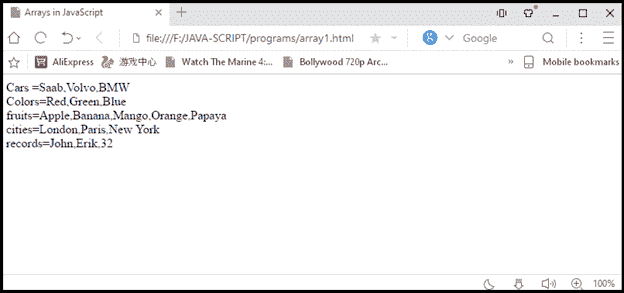 Arrays in JavaScript
file:///F:/JAVA-SCRIPT/programs/array1.html
Google
AliExpress 游戏中心 Watch The Marine 4:... Bollywood 720p Arc... » Mobile bookmarks
Cars =Saab,Volvo,BMW
Colors=Red,Green,Blue
fruits=Apple,Banana,Mango,Orange,Papaya
cities=London,Paris,New York
records=John,Erik,32
100%